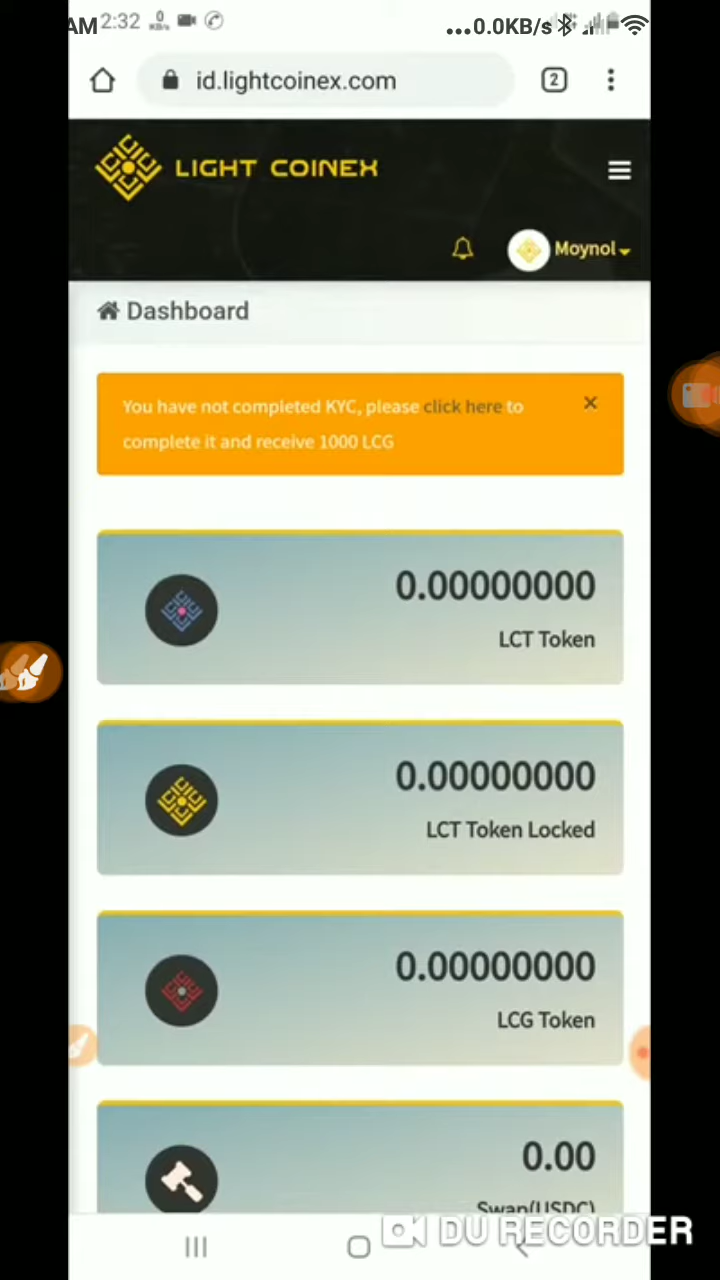 AM 2:32 0 KB/s ...0.0KB/s
id.lightcoinex.com 2
LIGHT COINEX
Moynol
Dashboard
You have not completed KYC, please click here to
complete it and receive 1000 LCG
0.00000000
LCT Token
0.00000000
LCT Token Locked
0.00000000
LCG Token
0.00
Swap(USDC)
DU RECORDER